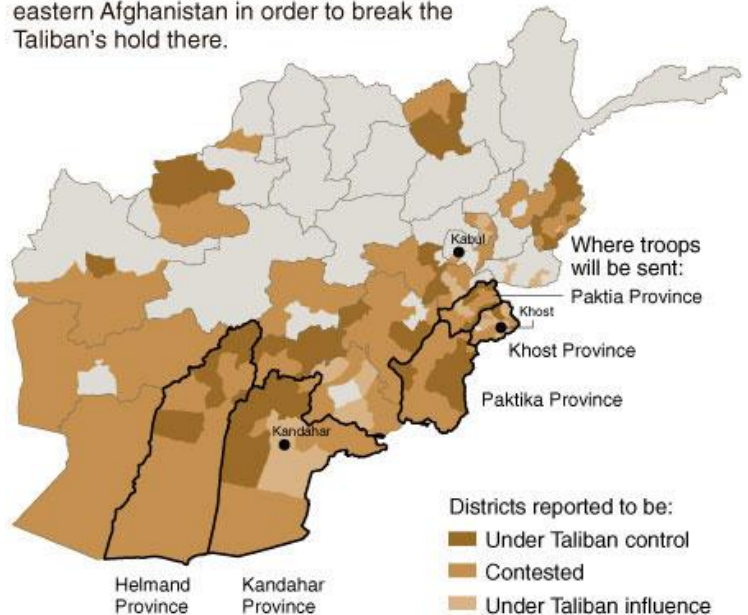 eastern Afghanistan in order to break the
Taliban's hold there.
Kabul
Where troops
will be sent:
Paktia Province
Khost
Khost Province
Paktika Province
Kandahar
Districts reported to be:
Under Taliban control
Contested
Under Taliban influence
Helmand
Province
Kandahar
Province